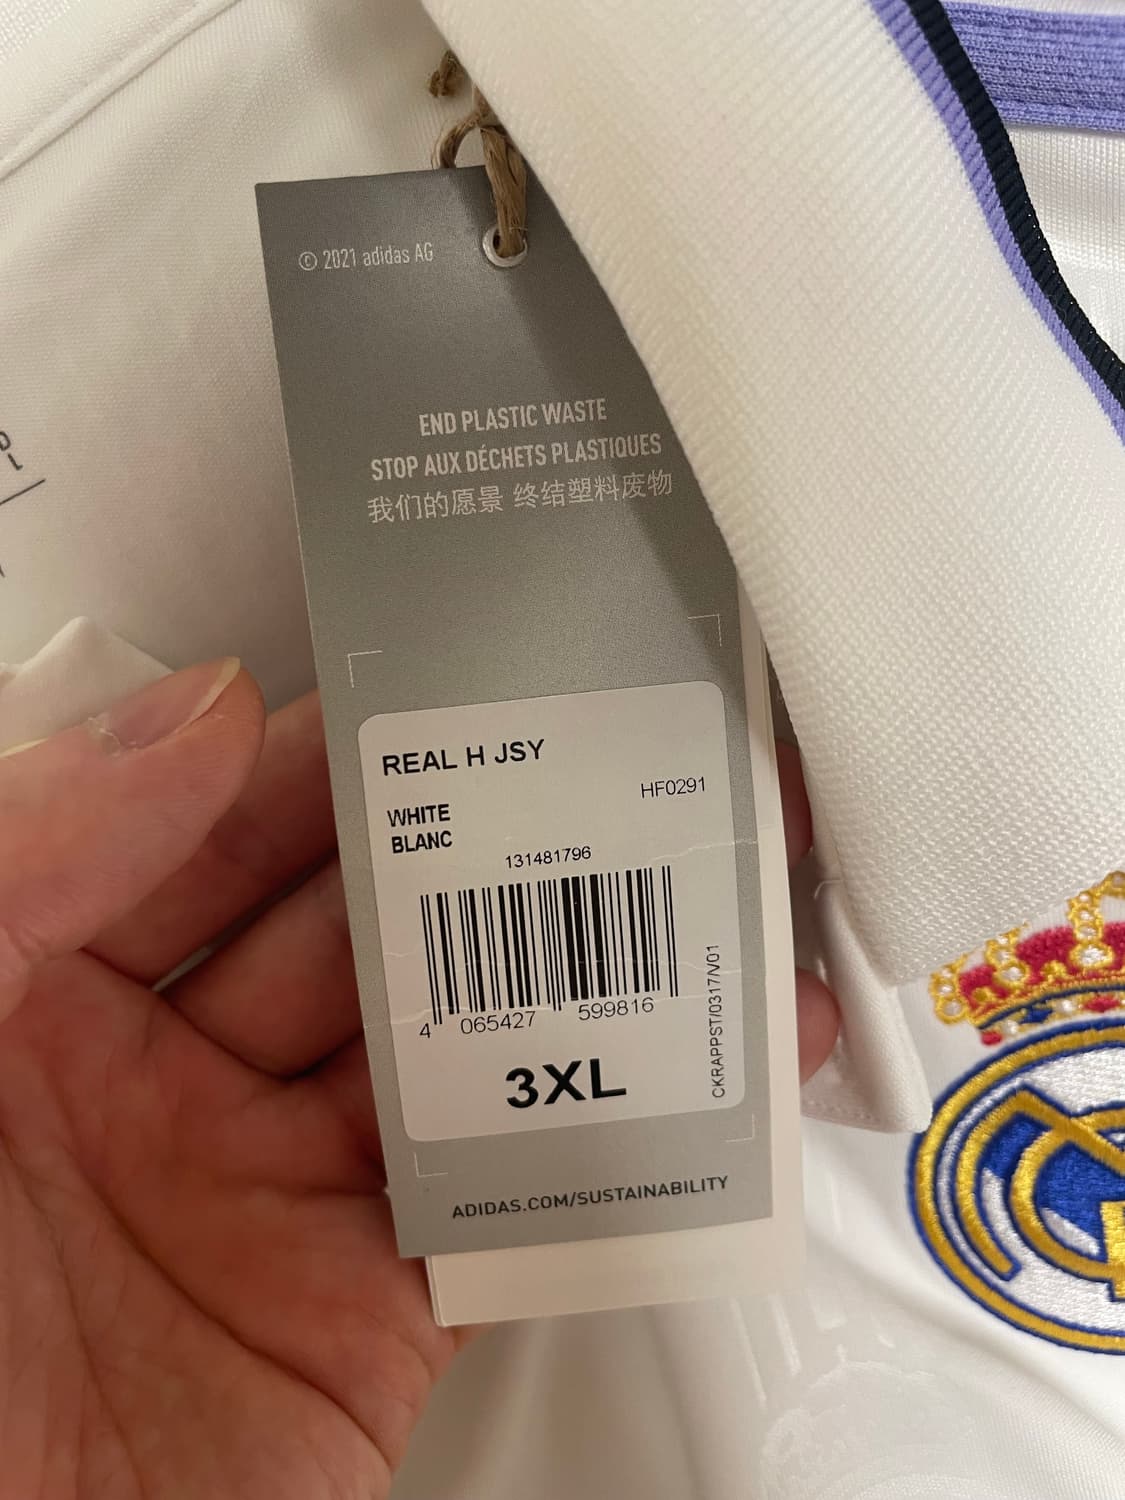 © 2021 adidas AG
END PLASTIC WASTE
STOP AUX DÉCHETS PLASTIQUES
我们的愿景 终结塑料废物
REAL H JSY
HF0291
WHITE
BLANC
131481796
4 065427 599816
CKRAPPST/0317/V01
3XL
ADIDAS.COM/SUSTAINABILITY